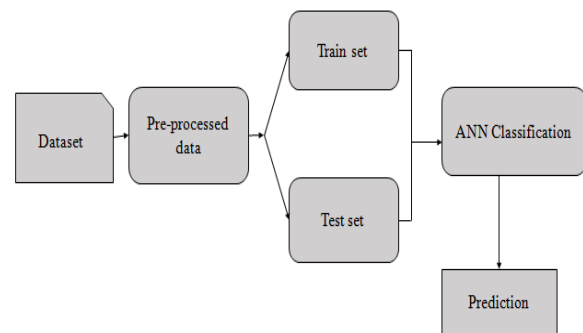 Dataset
Pre-processed
data
Train set
Test set
ANN Classification
Prediction